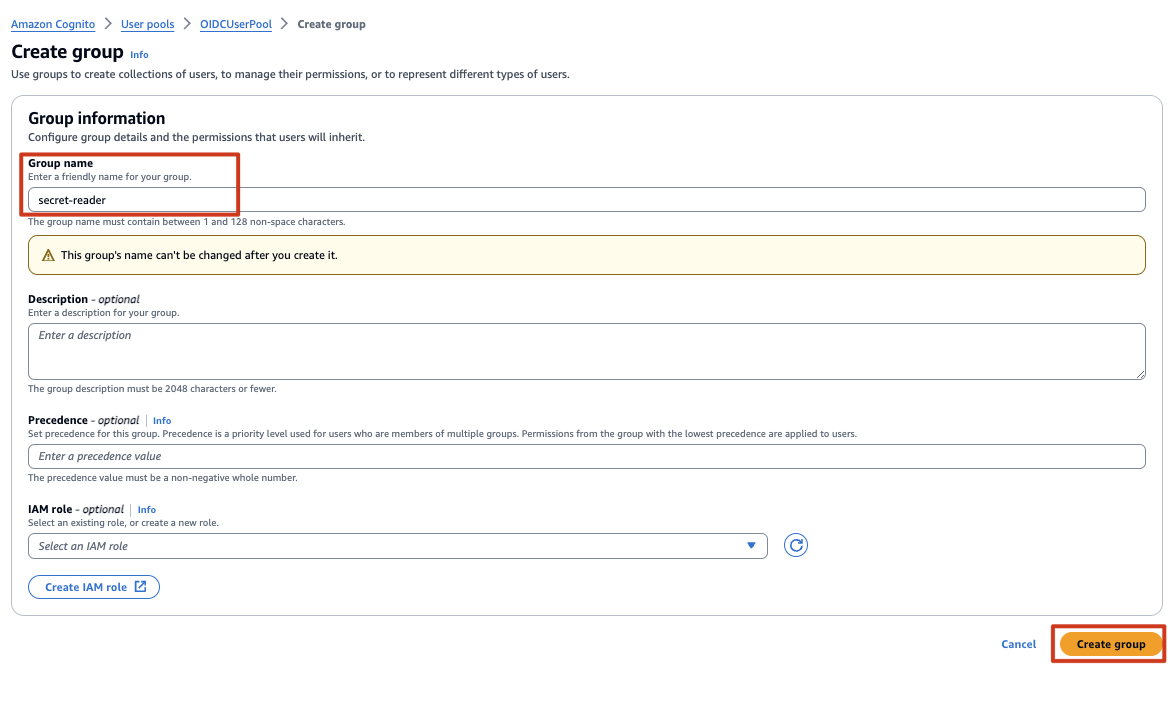 Amazon Cognito > User pools > OIDCUserPool > Create group
Create group Info
Use groups to create collections of users, to manage their permissions, or to represent different types of users.
Group information
Configure group details and the permissions that users will inherit.
Group name
Enter a friendly name for your group.
secret-reader
The group name must contain between 1 and 128 non-space characters.
This group's name can't be changed after you create it.
Description - optional
Enter a description for your group.
Enter a description
The group description must be 2048 characters or fewer.
Precedence - optional | Info
Set precedence for this group. Precedence is a priority level used for users who are members of multiple groups. Permissions from the group with the lowest precedence are applied to users.
Enter a precedence value
The precedence value must be a non-negative whole number.
IAM role - optional | Info
Select an existing role, or create a new role.
Select an IAM role
Create IAM role
Cancel Create group